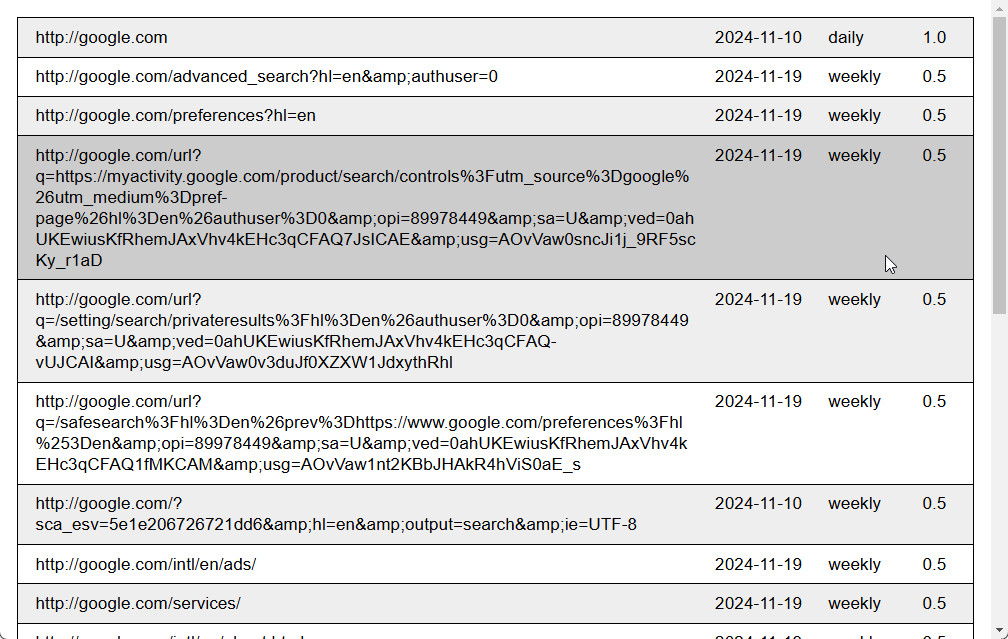 http://google.com 2024-11-10 daily 1.0
http://google.com/advanced_search?hl=en&amp;authuser=0 2024-11-19 weekly 0.5
http://google.com/preferences?hl=en 2024-11-19 weekly 0.5
http://google.com/url? 2024-11-19 weekly 0.5
q=https://myactivity.google.com/product/search/controls%3Futm_source%3Dgoogle%
26utm_medium%3Dpref-
page%26hl%3Den%26authuser%3D0&amp;opi=89978449&amp;sa=U&amp;ved=0ah
UKEwiusKfRhemJAxVhv4kEHc3qCFAQ7JsICAE&amp;usg=AOvVaw0sncJi1j_9RF5sc
Ky_r1aD
http://google.com/url? 2024-11-19 weekly 0.5
q=/setting/search/privateresults%3Fhl%3Den%26authuser%3D0&amp;opi=89978449
&amp;sa=U&amp;ved=0ahUKEwiusKfRhemJAxVhv4kEHc3qCFAQ-
vUJCAI&amp;usg=AOvVaw0v3duJf0XZXW1JdxythRhl
http://google.com/url? 2024-11-19 weekly 0.5
q=/safesearch%3Fhl%3Den%26prev%3Dhttps://www.google.com/preferences%3Fhl
%253Den&amp;opi=89978449&amp;sa=U&amp;ved=0ahUKEwiusKfRhemJAxVhv4k
EHc3qCFAQ1fMKCAM&amp;usg=AOvVaw1nt2KBbJHAkR4hViS0aE_s
http://google.com/? 2024-11-10 weekly 0.5
sca_esv=5e1e206726721dd6&amp;hl=en&amp;output=search&amp;ie=UTF-8
http://google.com/intl/en/ads/ 2024-11-19 weekly 0.5
http://google.com/services/ 2024-11-19 weekly 0.5